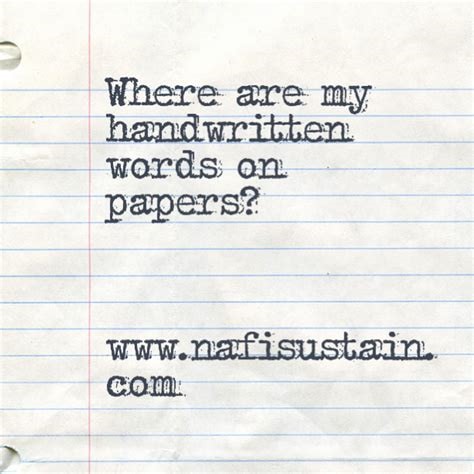 Where are my
handwritten
words on
papers?
www.nafisustain.
com